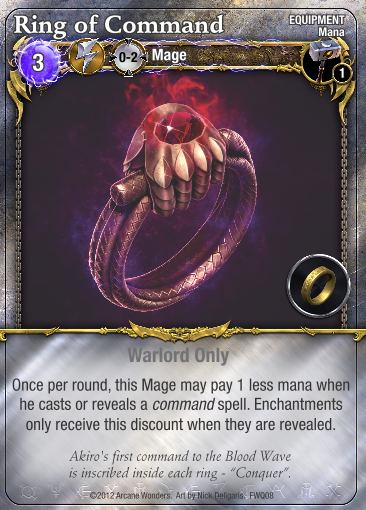 Ring of Command
EQUIPMENT
Mana
3
0-2
Mage
1
Warlord Only
Once per round, this Mage may pay 1 less mana when
he casts or reveals a command spell. Enchantments
only receive this discount when they are revealed.
Akiro's first command to the Blood Wave
is inscribed inside each ring - "Conquer".
©2012 Arcane Wonders. Art by Nick Deligaris. FWQ08